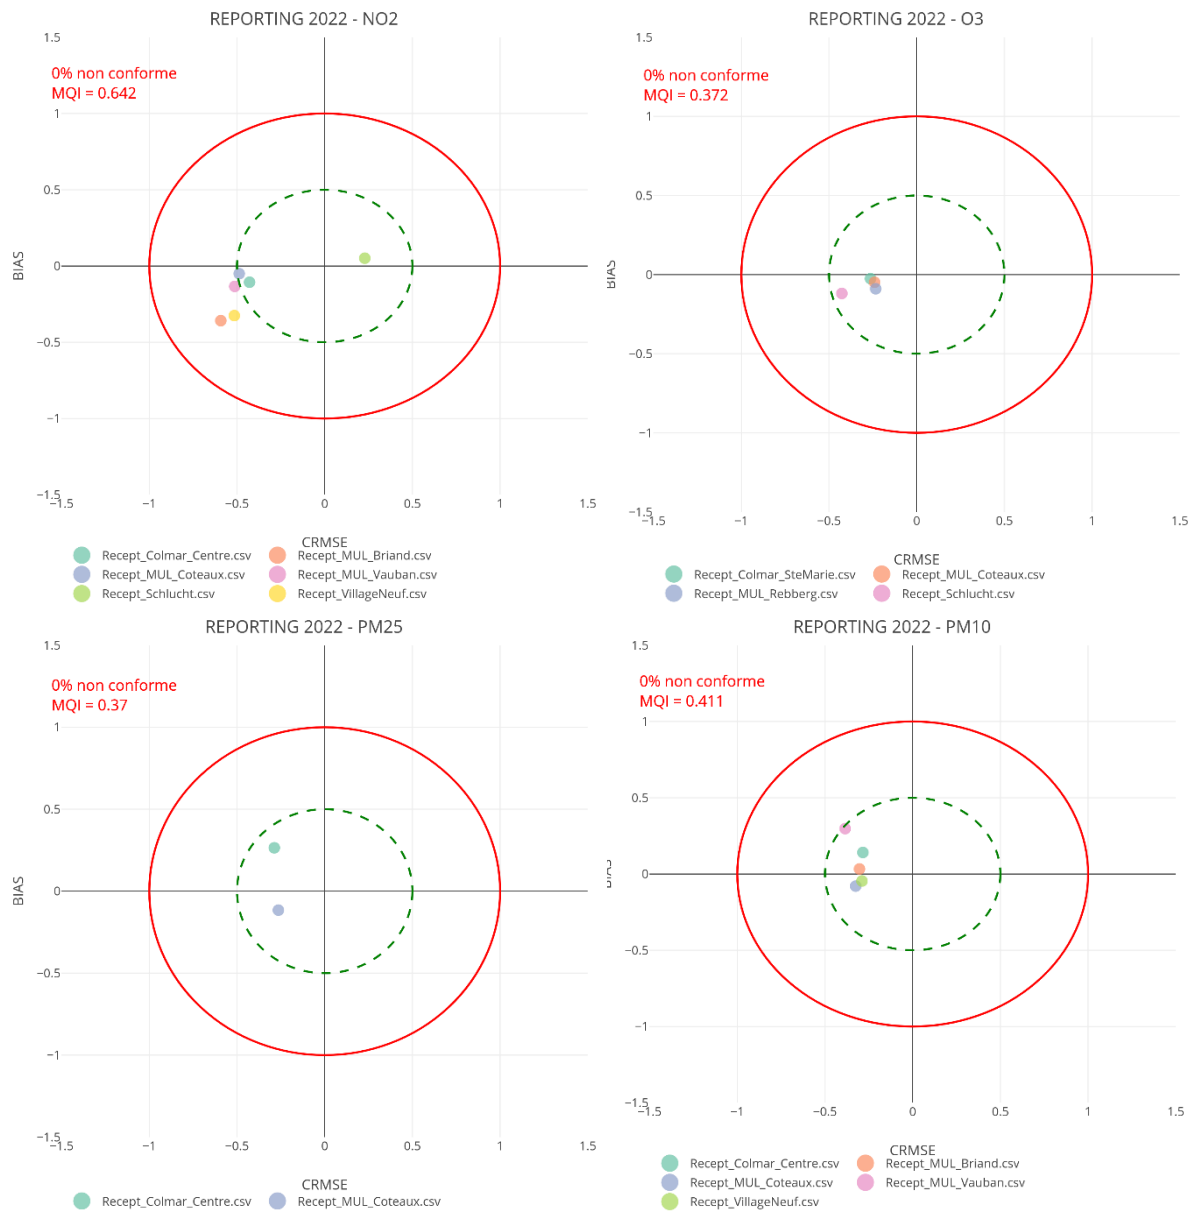 REPORTING 2022 - NO2
1.5
0% non conforme
MQI = 0.642
1
0.5
0
BIAS
−0.5
−1
−1.5
−1.5
−1
−0.5
0
0.5
1
1.5
CRMSE
Recept_Colmar_Centre.csv
Recept_MUL_Briand.csv
Recept_MUL_Coteaux.csv
Recept_MUL_Vauban.csv
Recept_Schlucht.csv
Recept_VillageNeuf.csv
REPORTING 2022 - O3
1.5
0% non conforme
MQI = 0.372
1
0.5
0
BIAS
−0.5
−1
−1.5
−1.5
−1
−0.5
0
0.5
1
1.5
CRMSE
Recept_Colmar_SteMarie.csv
Recept_MUL_Coteaux.csv
Recept_MUL_Rebberg.csv
Recept_Schlucht.csv
REPORTING 2022 - PM25
1.5
0% non conforme
MQI = 0.37
1
0.5
0
BIAS
−0.5
−1
−1.5
−1.5
−1
−0.5
0
0.5
1
1.5
CRMSE
Recept_Colmar_Centre.csv
Recept_MUL_Coteaux.csv
REPORTING 2022 - PM10
1.5
0% non conforme
MQI = 0.411
1
0.5
0
BIAS
−0.5
−1
−1.5
−1.5
−1
−0.5
0
0.5
1
1.5
CRMSE
Recept_Colmar_Centre.csv
Recept_MUL_Briand.csv
Recept_MUL_Coteaux.csv
Recept_MUL_Vauban.csv
Recept_VillageNeuf.csv